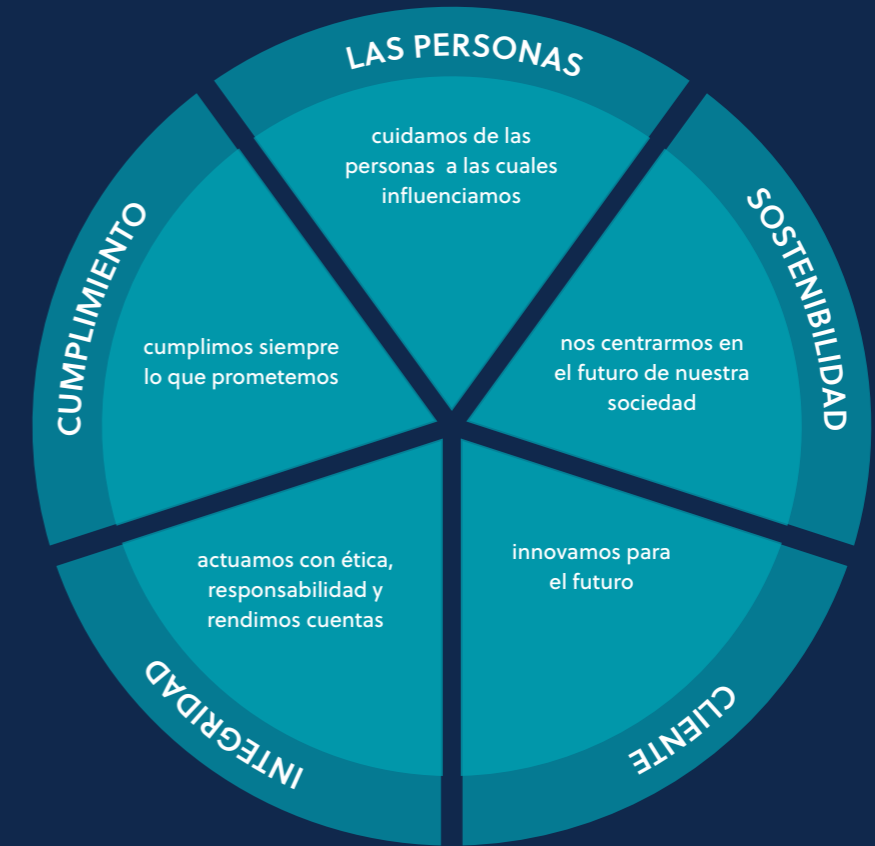 LAS PERSONAS
cuidamos de las
personas a las cuales
influenciamos
SOSTENIBILIDAD
nos centrarmos en
el futuro de nuestra
sociedad
CLIENTE
innovamos para
el futuro
INTEGRIDAD
actuamos con ética,
responsabilidad y
rendimos cuentas
CUMPLIMIENTO
cumplimos siempre
lo que prometemos